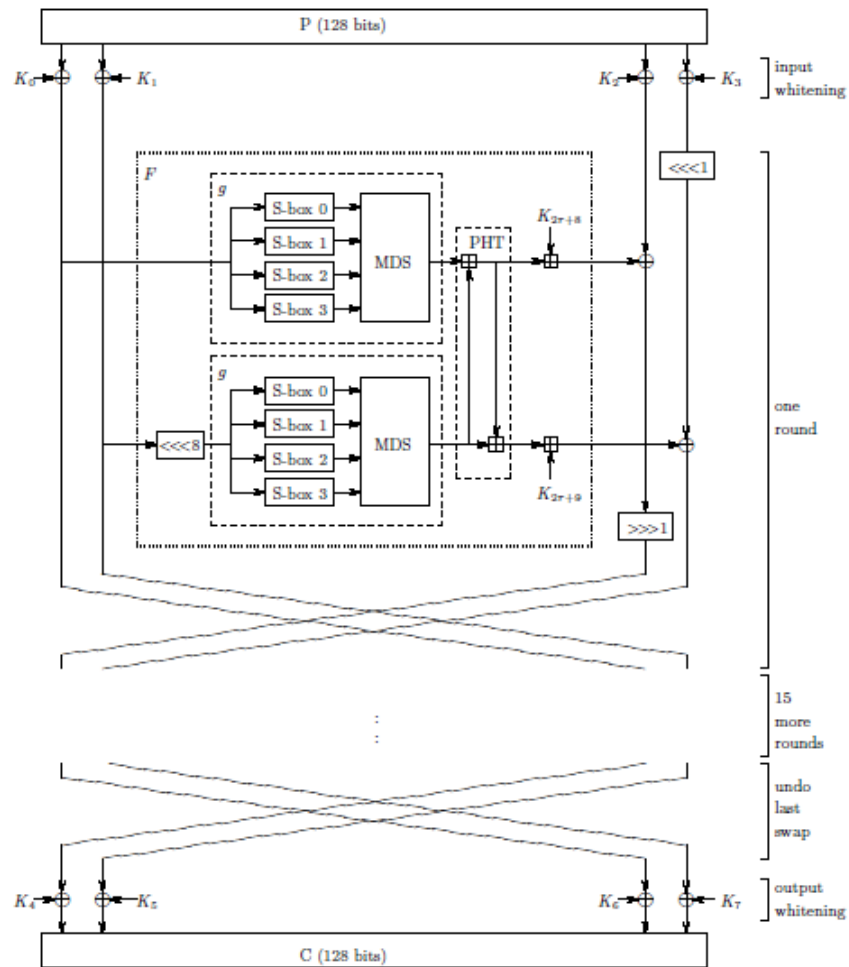 P (128 bits)
K₀ K₁ K₂ K₃
input
whitening
F
<<<1
g
S-box 0
S-box 1
S-box 2
S-box 3
MDS
PHT
K₂ᵣ₊₈
one
round
g
<<<8
S-box 0
S-box 1
S-box 2
S-box 3
MDS
K₂ᵣ₊₉
>>>1
15
more
rounds
undo
last
swap
K₄ K₅ K₆ K₇
output
whitening
C (128 bits)